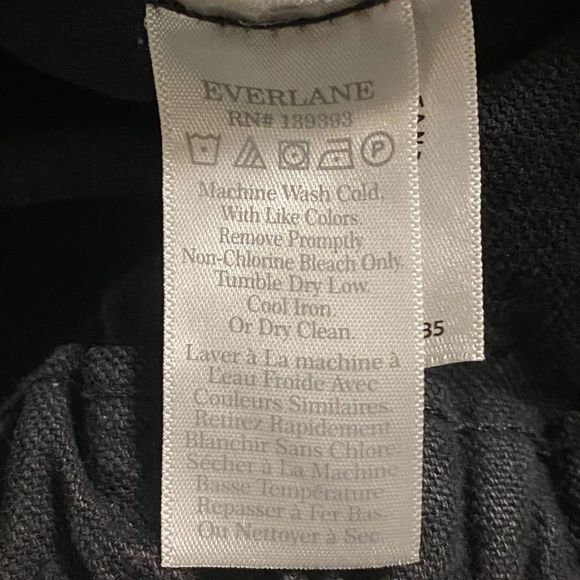 EVERLANE
RN# 139393
P
Machine Wash Cold.
With Like Colors.
Remove Promptly
Non-Chlorine Bleach Only.
Tumble Dry Low.
Cool Iron.
Or Dry Clean.
Layer à La machine à
L'eau Froide Avec
Couleurs Similaires.
Retirez Rapidement
Blanchir Sans Chlore.
Sécher à La Machine
Basse Température
Repasser à Fer Bas.
Ou Nettoyer à Sec.
35